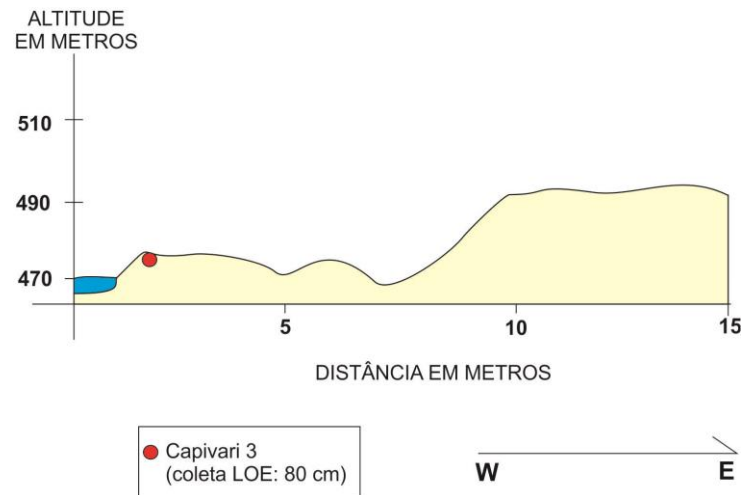 ALTITUDE
EM METROS
510
490
470
5
10
15
DISTÂNCIA EM METROS
Capivari 3
(coleta LOE: 80 cm)
W
E